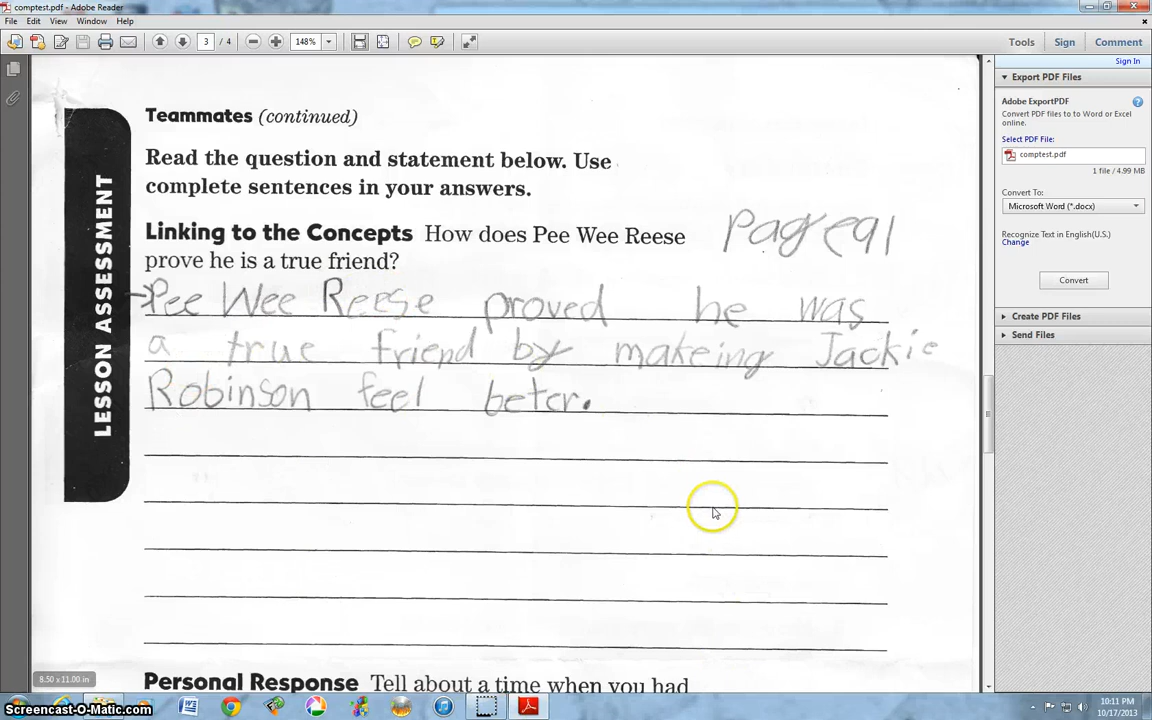 comptest.pdf - Adobe Reader
File Edit View Window Help
3 / 4 148% Tools Sign Comment
Sign In
Export PDF Files
Adobe ExportPDF
Convert PDF files to to Word or Excel
online.
Select PDF File:
comptest.pdf
1 file / 4.99 MB
Convert To:
Microsoft Word (*.docx)
Recognize Text in English(U.S.)
Change
Convert
Create PDF Files
Send Files
LESSON ASSESSMENT
Teammates (continued)
Read the question and statement below. Use
complete sentences in your answers.
Linking to the Concepts How does Pee Wee Reese
prove he is a true friend?
page 91
Pee Wee Reese proved he was
a true friend by makeing Jackie
Robinson feel beter.
Personal Response Tell about a time when you had
8.50 x 11.00 in
Screencast-O-Matic.com
10:11 PM
10/17/2013